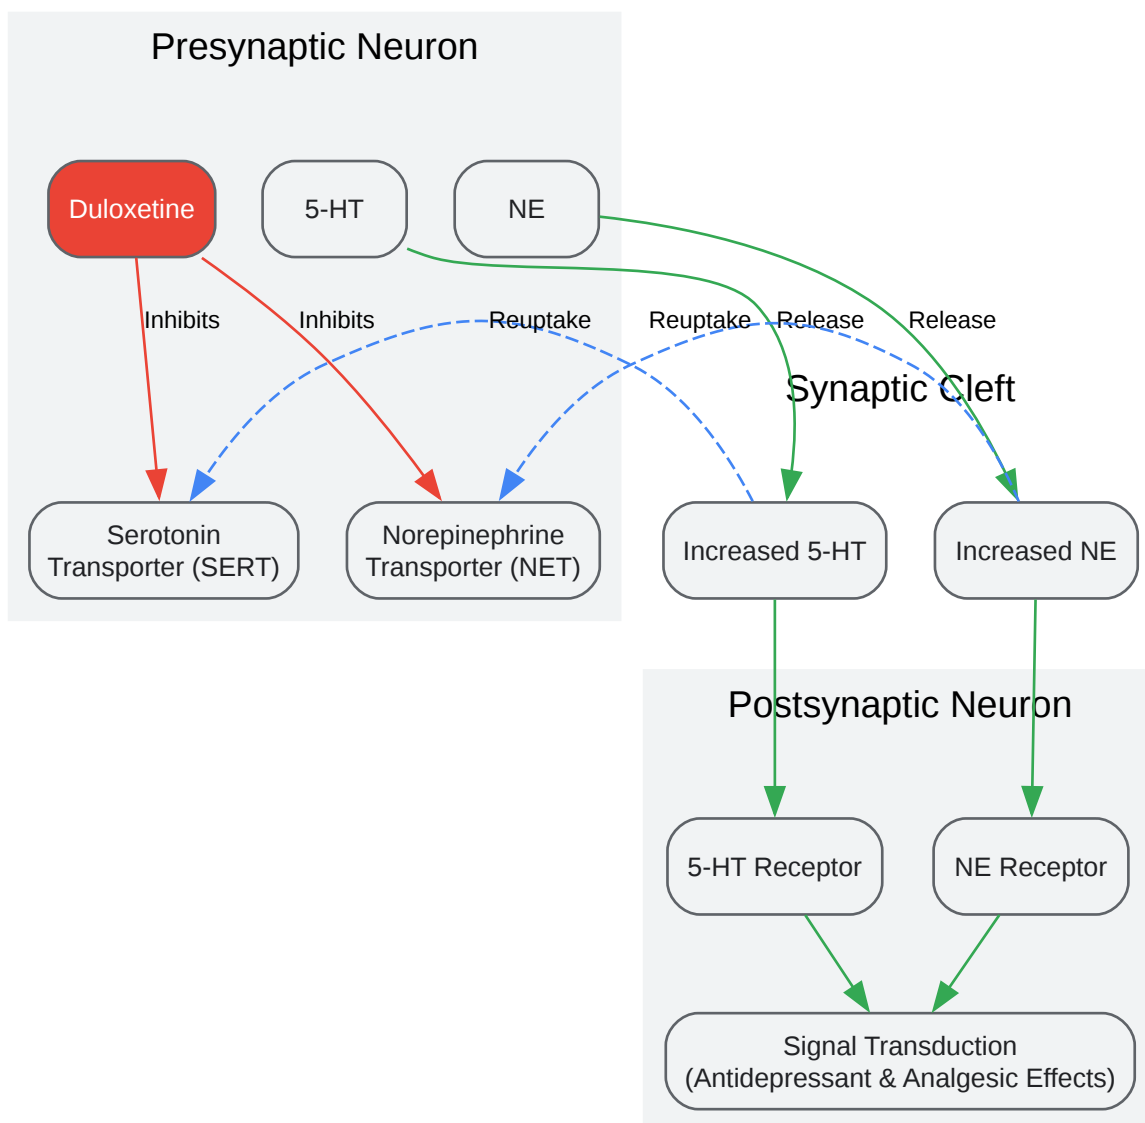 Presynaptic Neuron
Duloxetine
5-HT
NE
Inhibits
Inhibits
Reuptake
Reuptake
Release
Release
Synaptic Cleft
Serotonin
Transporter (SERT)
Norepinephrine
Transporter (NET)
Increased 5-HT
Increased NE
Postsynaptic Neuron
5-HT Receptor
NE Receptor
Signal Transduction
(Antidepressant & Analgesic Effects)